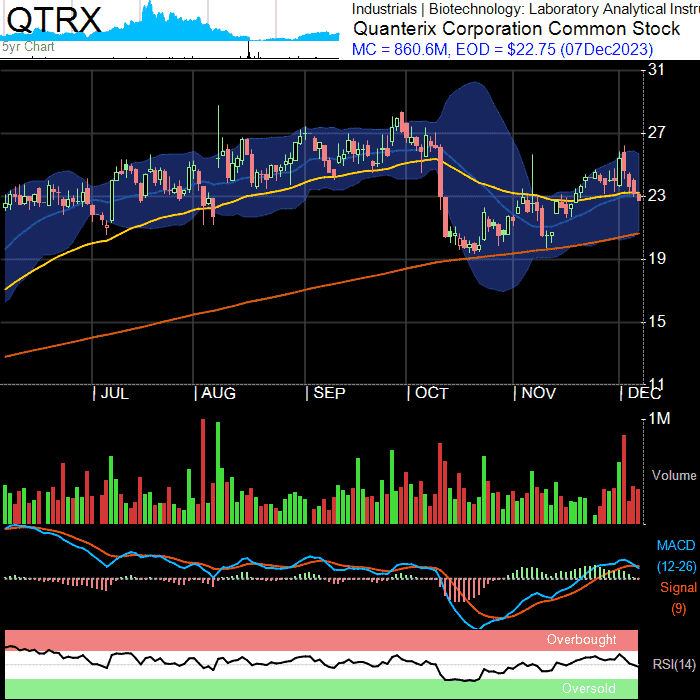 QTRX
5yr Chart
Industrials | Biotechnology: Laboratory Analytical Instru
Quanterix Corporation Common Stock
MC = 860.6M, EOD = $22.75 (07Dec2023)
31
27
23
19
15
11
| JUL | AUG | SEP | OCT | NOV | DEC
1M
Volume
MACD
(12-26)
Signal
(9)
Overbought
RSI(14)
Oversold